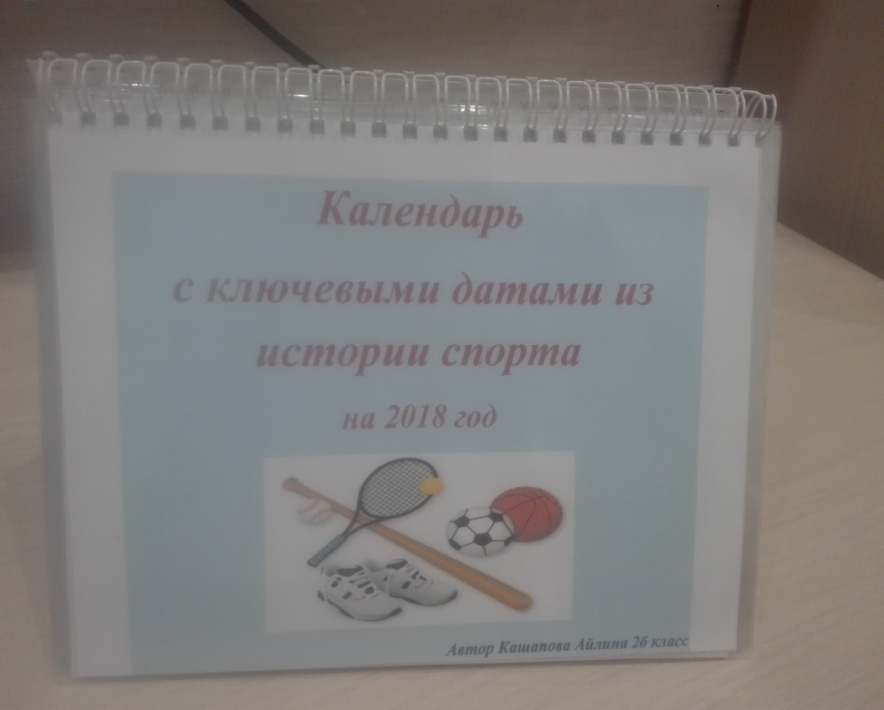 Календарь
с ключевыми датами из
истории спорта
на 2018 год
Автор Кашапова Айлина 2б класс